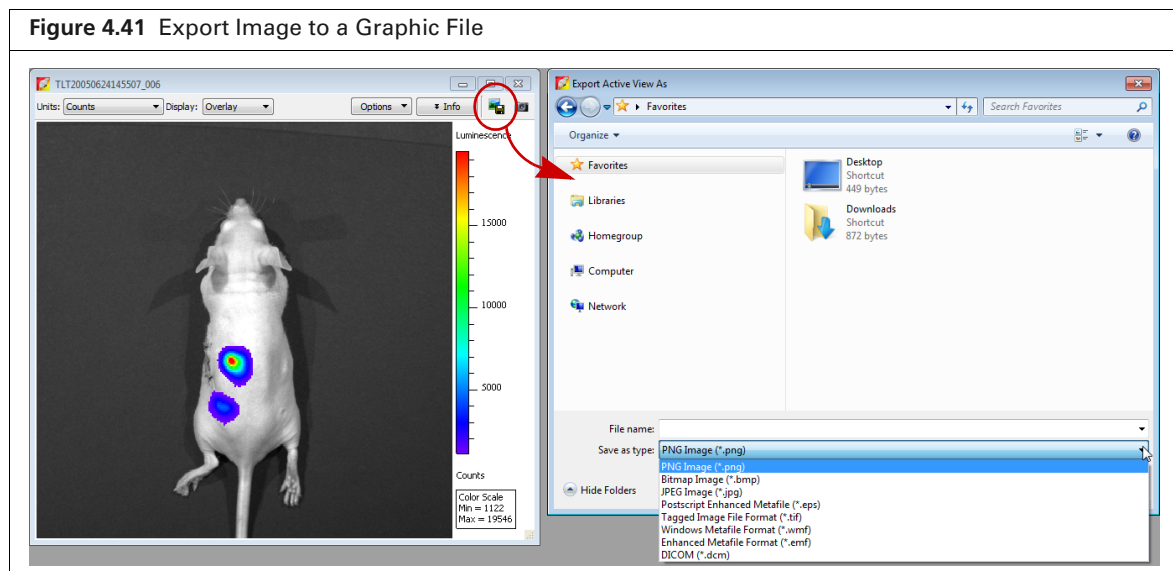 Figure 4.41 Export Image to a Graphic File
TLT20050624145507_006
Units: Counts Display: Overlay Options Info
Luminescence
15000
10000
5000
Counts
Color Scale
Min = 1122
Max = 19546
Export Active View As
Favorites
Search Favorites
Organize
Favorites
Libraries
Homegroup
Computer
Network
Desktop
Shortcut
449 bytes
Downloads
Shortcut
872 bytes
File name:
Save as type: PNG Image (*.png)
PNG Image (*.png)
Bitmap Image (*.bmp)
JPEG Image (*.jpg)
Postscript Enhanced Metafile (*.eps)
Tagged Image File Format (*.tif)
Windows Metafile Format (*.wmf)
Enhanced Metafile Format (*.emf)
DICOM (*.dcm)
Hide Folders